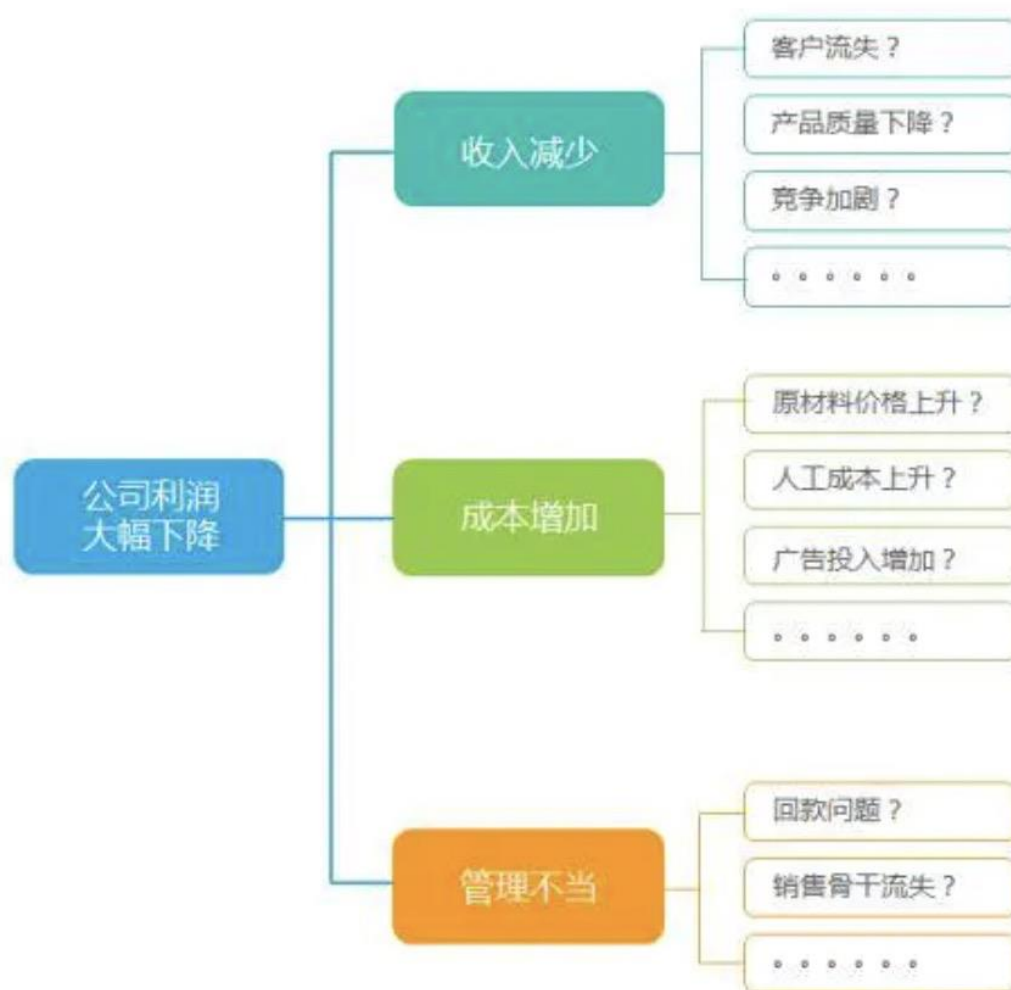 公司利润
大幅下降
收入减少
客户流失？
产品质量下降？
竞争加剧？
。。。。。。
成本增加
原材料价格上升？
人工成本上升？
广告投入增加？
。。。。。。
管理不当
回款问题？
销售骨干流失？
。。。。。。